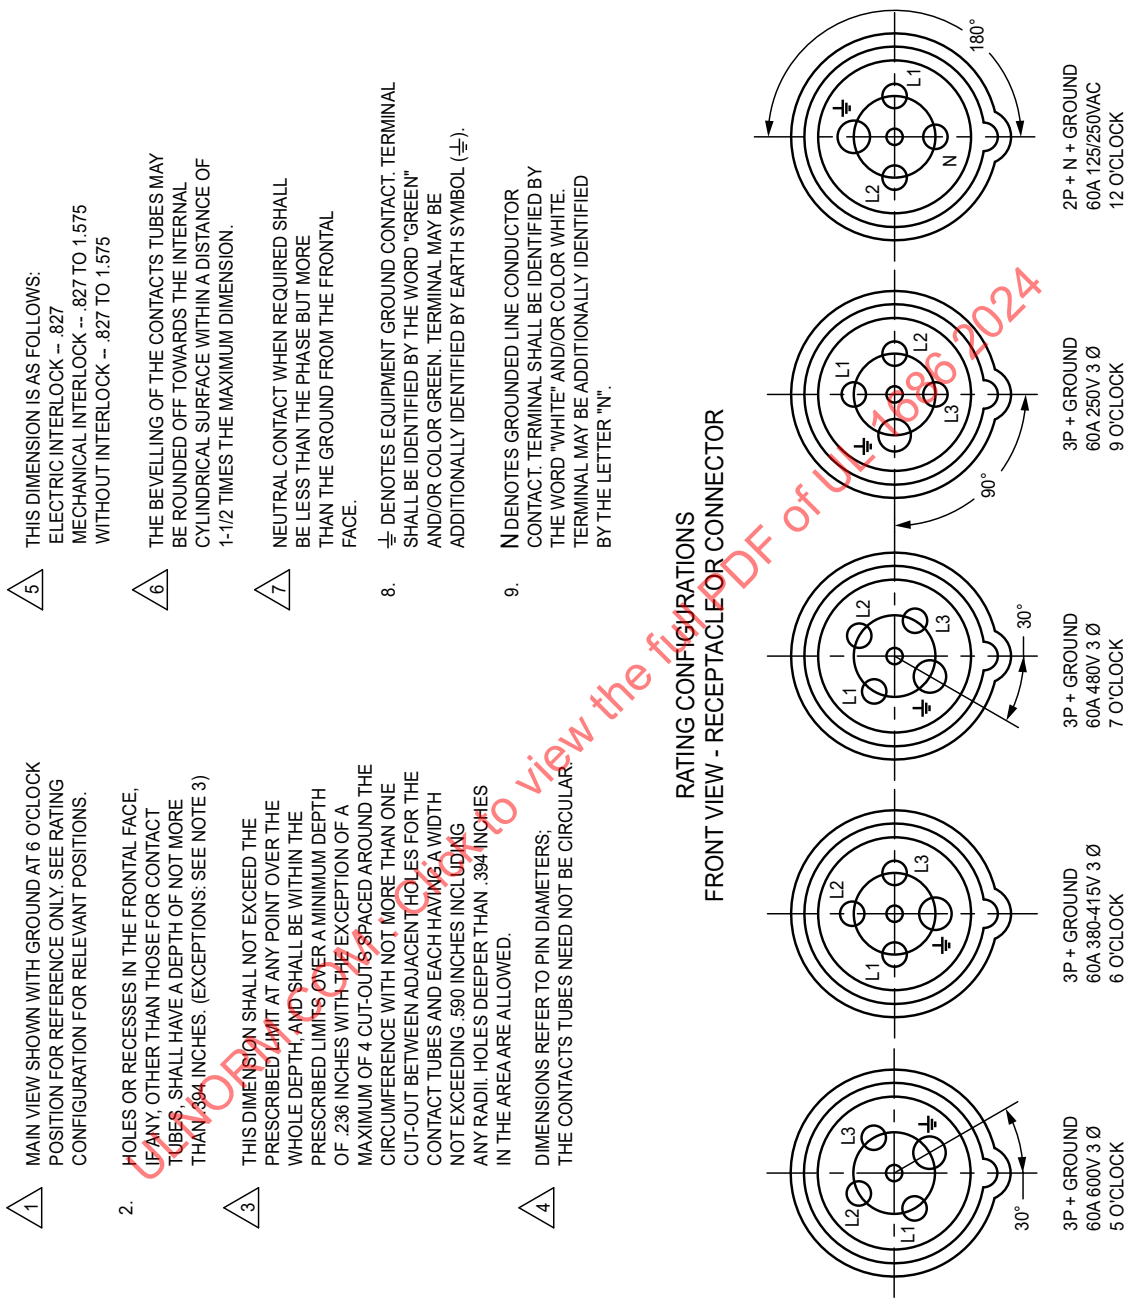 1
MAIN VIEW SHOWN WITH GROUND AT 6 O'CLOCK
POSITION FOR REFERENCE ONLY. SEE RATING
CONFIGURATION FOR RELEVANT POSITIONS.
2.
HOLES OR RECESSES IN THE FRONTAL FACE,
IF ANY, OTHER THAN THOSE FOR CONTACT
TUBES, SHALL HAVE A DEPTH OF NOT MORE
THAN .394 INCHES. (EXCEPTIONS: SEE NOTE 3)
3
THIS DIMENSION SHALL NOT EXCEED THE
PRESCRIBED LIMIT AT ANY POINT OVER THE
WHOLE DEPTH, AND SHALL BE WITHIN THE
PRESCRIBED LIMITS OVER A MINIMUM DEPTH
OF .236 INCHES WITH THE EXCEPTION OF A
MAXIMUM OF 4 CUT-OUTS SPACED AROUND THE
CIRCUMFERENCE WITH NOT MORE THAN ONE
CUT-OUT BETWEEN ADJACENT HOLES FOR THE
CONTACT TUBES AND EACH HAVING A WIDTH
NOT EXCEEDING .590 INCHES INCLUDING
ANY RADII. HOLES DEEPER THAN .394 INCHES
IN THE AREA ARE ALLOWED.
4
DIMENSIONS REFER TO PIN DIAMETERS;
THE CONTACTS TUBES NEED NOT BE CIRCULAR.
5
THIS DIMENSION IS AS FOLLOWS:
ELECTRIC INTERLOCK -- .827
MECHANICAL INTERLOCK -- .827 TO 1.575
WITHOUT INTERLOCK -- .827 TO 1.575
6
THE BEVELLING OF THE CONTACTS TUBES MAY
BE ROUNDED OFF TOWARDS THE INTERNAL
CYLINDRICAL SURFACE WITHIN A DISTANCE OF
1-1/2 TIMES THE MAXIMUM DIMENSION.
7
NEUTRAL CONTACT WHEN REQUIRED SHALL
BE LESS THAN THE PHASE BUT MORE
THAN THE GROUND FROM THE FRONTAL
FACE.
8.
⏚ DENOTES EQUIPMENT GROUND CONTACT. TERMINAL
SHALL BE IDENTIFIED BY THE WORD "GREEN"
AND/OR COLOR GREEN. TERMINAL MAY BE
ADDITIONALLY IDENTIFIED BY EARTH SYMBOL (⏚).
9.
N DENOTES GROUNDED LINE CONDUCTOR
CONTACT. TERMINAL SHALL BE IDENTIFIED BY
THE WORD "WHITE" AND/OR COLOR WHITE.
TERMINAL MAY BE ADDITIONALLY IDENTIFIED
BY THE LETTER "N".
RATING CONFIGURATIONS
FRONT VIEW - RECEPTACLE OR CONNECTOR
L2
L3
L1
⏚
30°
3P + GROUND
60A 600V 3 Ø
5 O'CLOCK
L2
L1
L3
⏚
3P + GROUND
60A 380-415V 3 Ø
6 O'CLOCK
L1
L2
L3
⏚
30°
3P + GROUND
60A 480V 3 Ø
7 O'CLOCK
L1
⏚
L2
L3
90°
3P + GROUND
60A 250V 3 Ø
9 O'CLOCK
⏚
L2
L1
N
180°
2P + N + GROUND
60A 125/250VAC
12 O'CLOCK
ULNORM.COM : Click to view the full PDF of UL 1686 2024